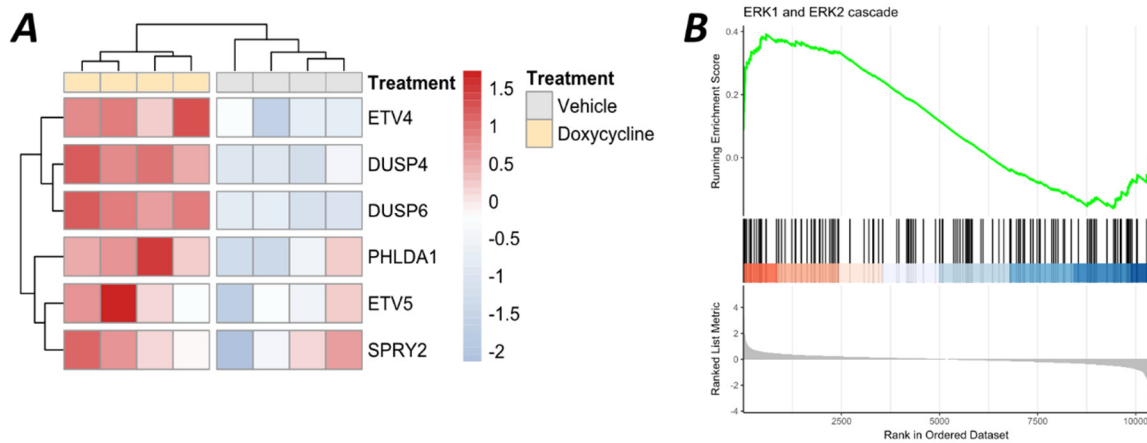 A
Treatment
ETV4
DUSP4
DUSP6
PHLDA1
ETV5
SPRY2
1.5
1
0.5
0
-0.5
-1
-1.5
-2
Treatment
Vehicle
Doxycycline
B
ERK1 and ERK2 cascade
Running Enrichment Score
0.4
0.2
0.0
Ranked List Metric
4
2
0
-2
-4
2500
5000
7500
10000
Rank in Ordered Dataset